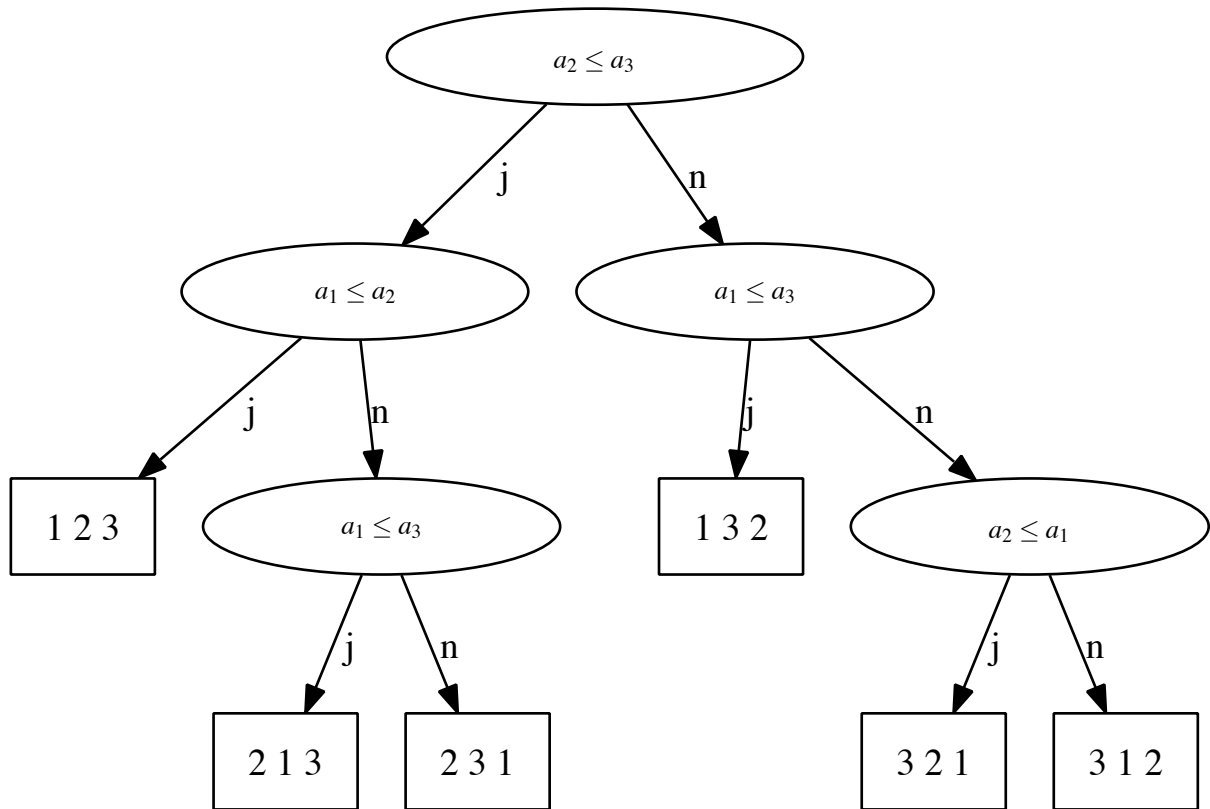 a₂ ≤ a₃
j n
a₁ ≤ a₂ a₁ ≤ a₃
j n j n
1 2 3 a₁ ≤ a₃ 1 3 2 a₂ ≤ a₁
j n j n
2 1 3 2 3 1 3 2 1 3 1 2